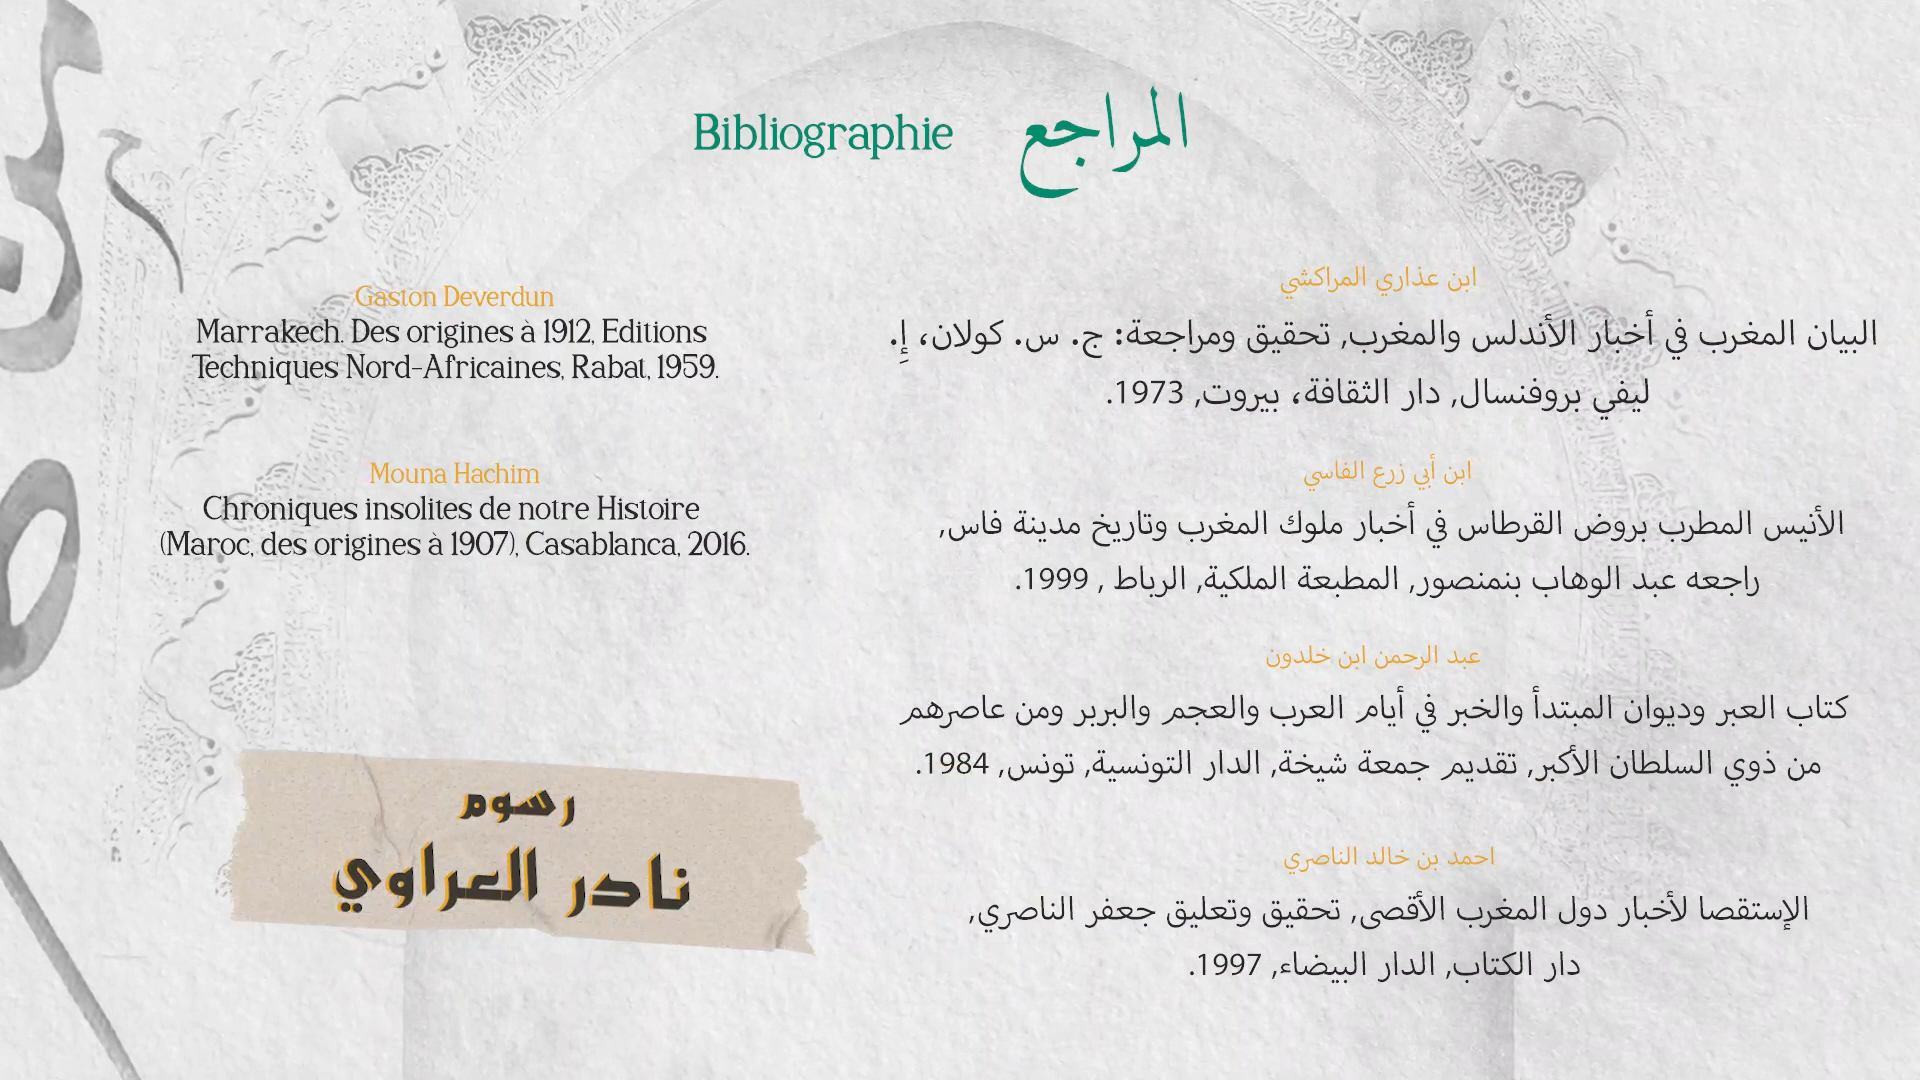 Bibliographie
المراجع
Gaston Deverdun
Marrakech. Des origines à 1912, Editions
Techniques Nord-Africaines, Rabat, 1959.
Mouna Hachim
Chroniques insolites de notre Histoire
(Maroc, des origines à 1907), Casablanca, 2016.
ابن عذاري المراكشي
البيان المغرب في أخبار الأندلس والمغرب, تحقيق ومراجعة: ج. س. كولان، إِ.
ليفي بروفنسال, دار الثقافة، بيروت, 1973.
ابن أبي زرع الفاسي
الأنيس المطرب بروض القرطاس في أخبار ملوك المغرب وتاريخ مدينة فاس,
راجعه عبد الوهاب بنمنصور, المطبعة الملكية, الرباط , 1999.
عبد الرحمن ابن خلدون
كتاب العبر وديوان المبتدأ والخبر في أيام العرب والعجم والبربر ومن عاصرهم
من ذوي السلطان الأكبر, تقديم جمعة شيخة, الدار التونسية, تونس, 1984.
احمد بن خالد الناصري
الإستقصا لأخبار دول المغرب الأقصى, تحقيق وتعليق جعفر الناصري,
دار الكتاب, الدار البيضاء, 1997.
رسوم
نادر العراوي